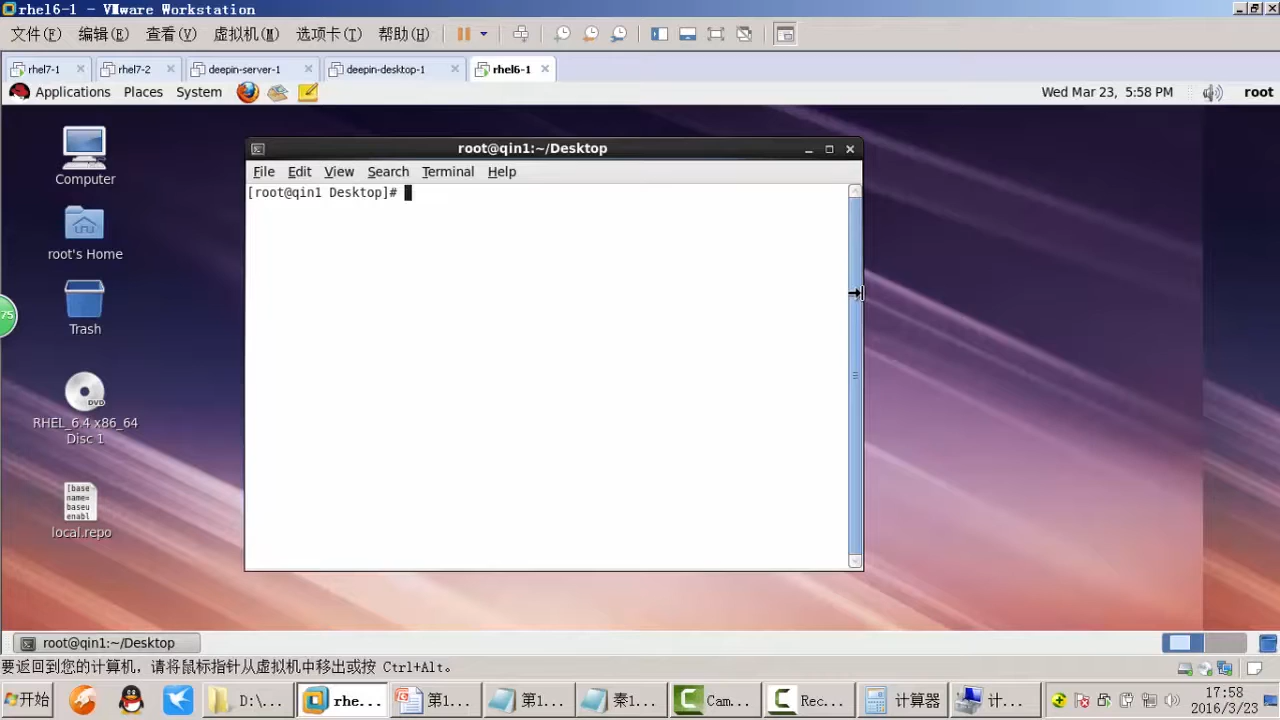 rhel6-1 - VMware Workstation
文件(F) 编辑(E) 查看(V) 虚拟机(M) 选项卡(T) 帮助(H)
rhel7-1 rhel7-2 deepin-server-1 deepin-desktop-1 rhel6-1
Applications Places System Wed Mar 23, 5:58 PM root
root@qin1:~/Desktop
File Edit View Search Terminal Help
[root@qin1 Desktop]#
Computer
root's Home
Trash
75
RHEL_6.4 x86_64
Disc 1
[base
name=
baseu
enabl
local.repo
root@qin1:~/Desktop
要返回到您的计算机，请将鼠标指针从虚拟机中移出或按 Ctrl+Alt。
开始 D:\... rhe... 第1... 第1... 素1... Cam... Rec... 计算器 计... 17:58
2016/3/23